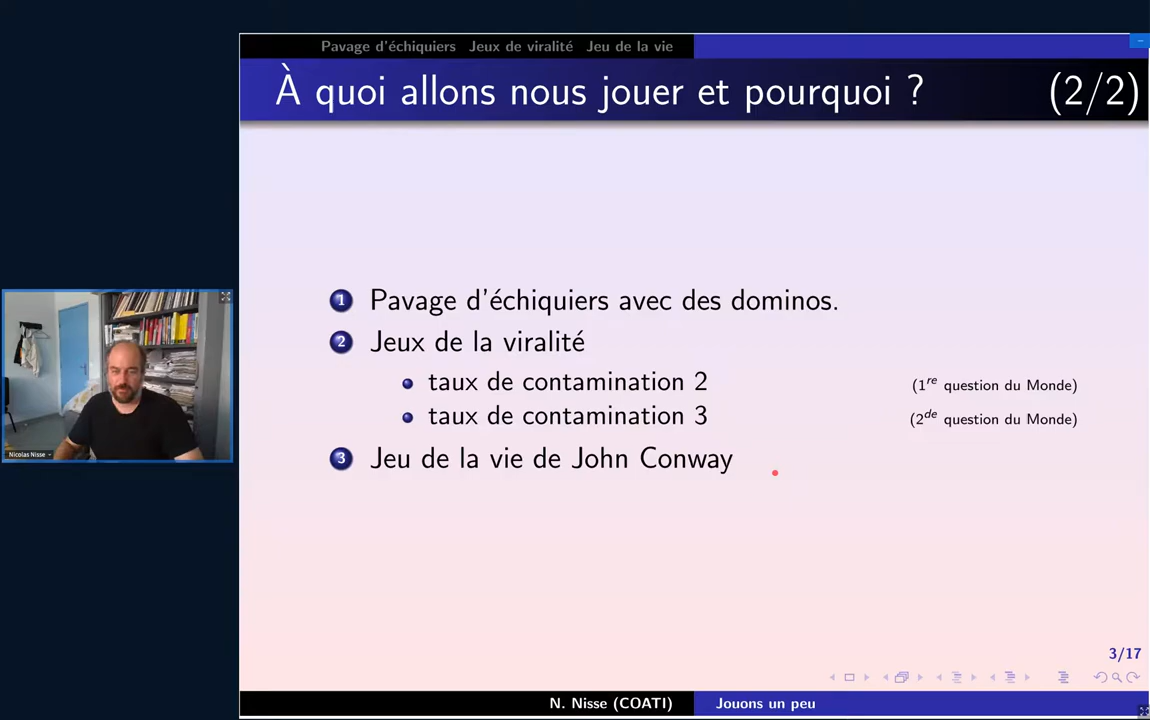 Pavage d'échiquiers Jeux de viralité Jeu de la vie
À quoi allons nous jouer et pourquoi ? (2/2)
1 Pavage d'échiquiers avec des dominos.
2 Jeux de la viralité
taux de contamination 2 (1re question du Monde)
taux de contamination 3 (2de question du Monde)
3 Jeu de la vie de John Conway
Nicolas Nisse
3/17
N. Nisse (COATI) Jouons un peu